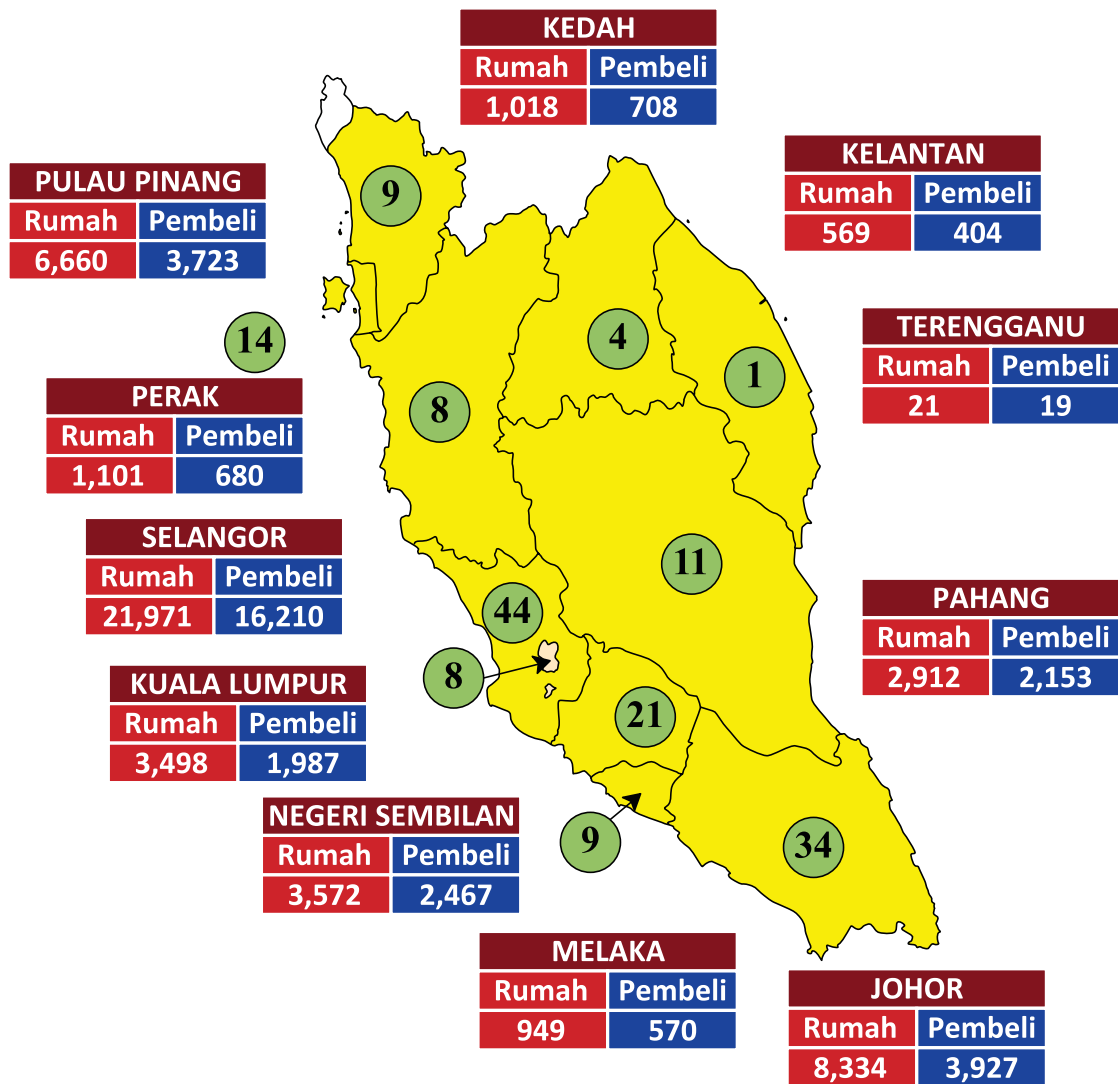 KEDAH
Rumah Pembeli
1,018 708
KELANTAN
Rumah Pembeli
569 404
PULAU PINANG
Rumah Pembeli
6,660 3,723
9
14
4
1
TERENGGANU
Rumah Pembeli
21 19
PERAK
Rumah Pembeli
1,101 680
8
SELANGOR
Rumah Pembeli
21,971 16,210
11
44
PAHANG
Rumah Pembeli
2,912 2,153
8
KUALA LUMPUR
Rumah Pembeli
3,498 1,987
21
NEGERI SEMBILAN
Rumah Pembeli
3,572 2,467
9
34
MELAKA
Rumah Pembeli
949 570
JOHOR
Rumah Pembeli
8,334 3,927